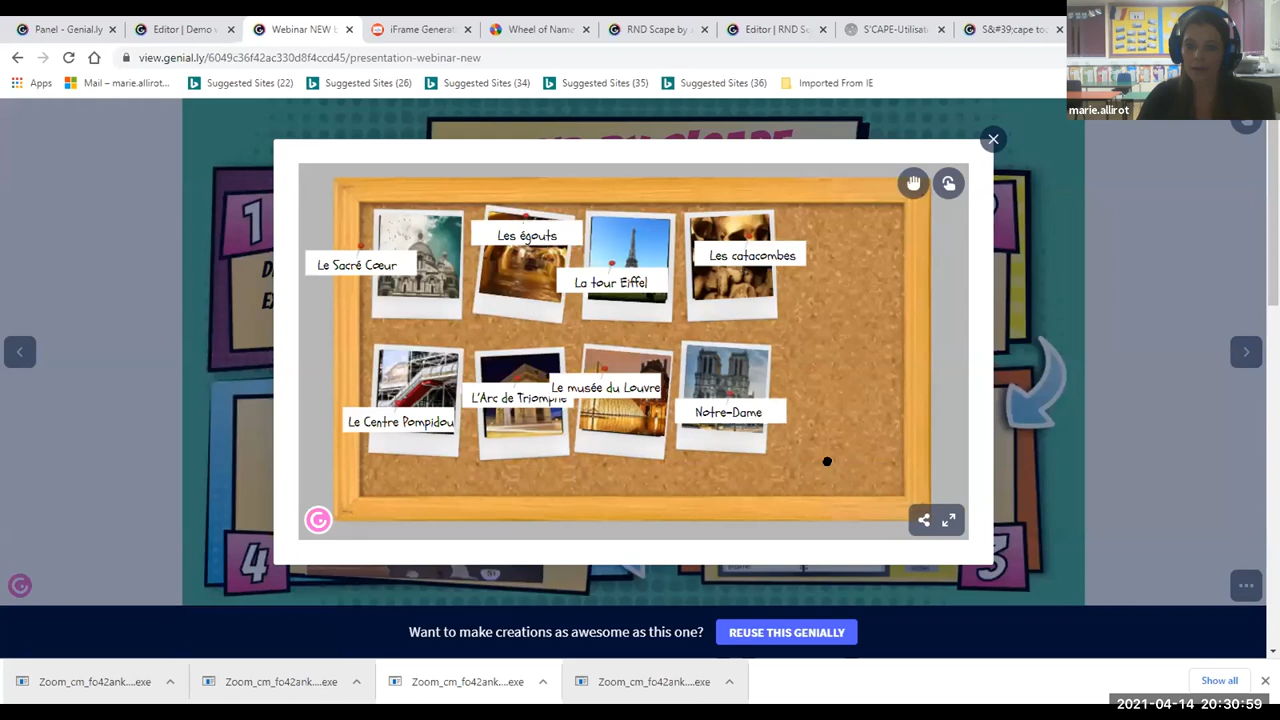 Panel - Genial.ly
Editor | Demo
Webinar NEW
iFrame Generat
Wheel of Name
RND Scape by
Editor | RND S
S'CAPE-Utilisat
S&#39;cape to
view.genial.ly/6049c36f42ac330d8f4ccd45/presentation-webinar-new
Apps
Mail – marie.allirot...
Suggested Sites (22)
Suggested Sites (26)
Suggested Sites (34)
Suggested Sites (35)
Suggested Sites (36)
Imported From IE
marie.allirot
1
Les égouts
Le Sacré Cœur
La tour Eiffel
Les catacombes
Le Centre Pompidou
L'Arc de Triomphe
Le musée du Louvre
Notre-Dame
4
3
Want to make creations as awesome as this one?
REUSE THIS GENIALLY
Zoom_cm_fo42ank....exe
Zoom_cm_fo42ank....exe
Zoom_cm_fo42ank....exe
Zoom_cm_fo42ank....exe
Show all
2021-04-14 20:30:59